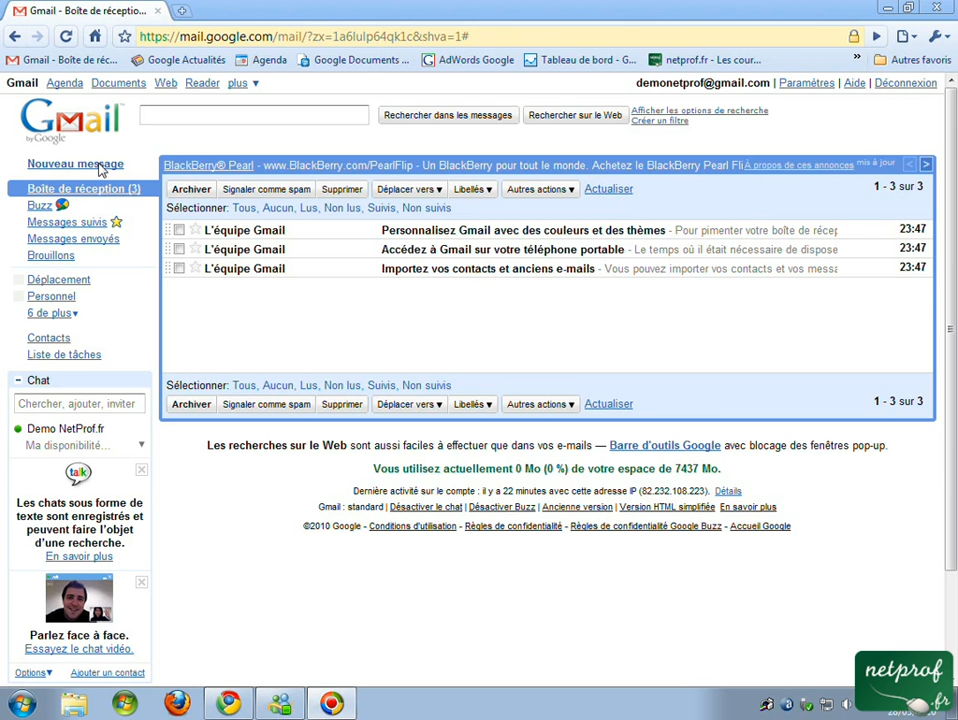 Gmail - Boîte de réceptio...
https://mail.google.com/mail/?zx=1a6lulp64qk1c&shva=1#
Gmail - Boîte de réc... Google Actualités Agenda Google Documents ... AdWords Google Tableau de bord - G... netprof.fr - Les cour... » Autres favoris
Gmail Agenda Documents Web Reader plus ▼ demonetprof@gmail.com | Paramètres | Aide | Déconnexion
Gmail™
by Google
Rechercher dans les messages Rechercher sur le Web Afficher les options de recherche
Créer un filtre
Nouveau message
BlackBerry® Pearl - www.BlackBerry.com/PearlFlip - Un BlackBerry pour tout le monde. Achetez le BlackBerry Pearl Fli À propos de ces annonces mis à jour < >
Boîte de réception (3)
Buzz
Messages suivis
Messages envoyés
Brouillons
Déplacement
Personnel
6 de plus▼
Contacts
Liste de tâches
Archiver Signaler comme spam Supprimer Déplacer vers ▼ Libellés ▼ Autres actions ▼ Actualiser 1 - 3 sur 3
Sélectionner: Tous, Aucun, Lus, Non lus, Suivis, Non suivis
L'équipe Gmail Personnalisez Gmail avec des couleurs et des thèmes - Pour pimenter votre boîte de récep 23:47
L'équipe Gmail Accédez à Gmail sur votre téléphone portable - Le temps où il était nécessaire de dispose 23:47
L'équipe Gmail Importez vos contacts et anciens e-mails - Vous pouvez importer vos contacts et vos messa 23:47
Sélectionner: Tous, Aucun, Lus, Non lus, Suivis, Non suivis
Archiver Signaler comme spam Supprimer Déplacer vers ▼ Libellés ▼ Autres actions ▼ Actualiser 1 - 3 sur 3
− Chat
Chercher, ajouter, inviter
Demo NetProf.fr
Ma disponibilité... ▼
talk
Les chats sous forme de
texte sont enregistrés et
peuvent faire l'objet
d'une recherche.
En savoir plus
Parlez face à face.
Essayez le chat vidéo.
Options▼ Ajouter un contact
Les recherches sur le Web sont aussi faciles à effectuer que dans vos e-mails — Barre d'outils Google avec blocage des fenêtres pop-up.
Vous utilisez actuellement 0 Mo (0 %) de votre espace de 7437 Mo.
Dernière activité sur le compte : il y a 22 minutes avec cette adresse IP (82.232.108.223). Détails
Gmail : standard | Désactiver le chat | Désactiver Buzz | Ancienne version | Version HTML simplifiée En savoir plus
©2010 Google - Conditions d'utilisation - Règles de confidentialité - Règles de confidentialité Google Buzz - Accueil Google
netprof
.fr